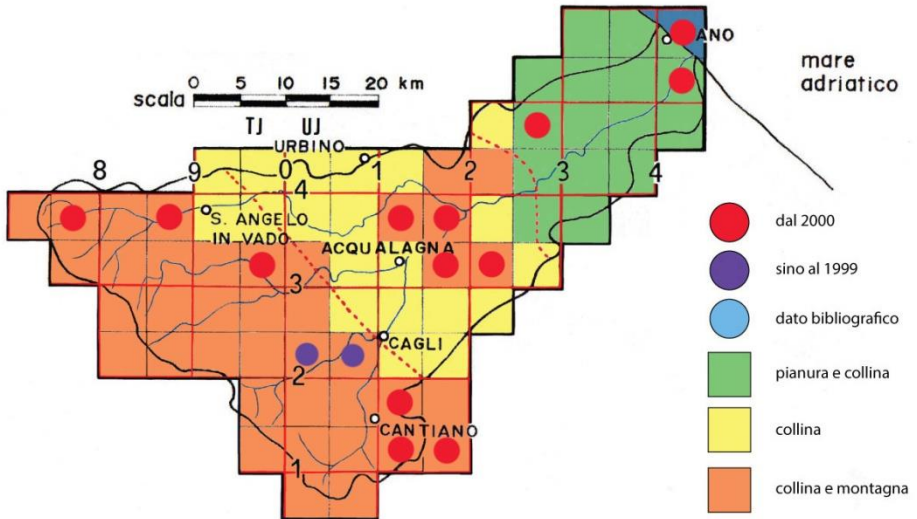 ANO
mare
adriatico
0 5 10 15 20 km
scala
TJ UJ
URBINO
8 9 0 1 2 3 4
4
S. ANGELO
IN VADO
ACQUALAGNA
3
CAGLI
2
CANTIANO
1
dal 2000
sino al 1999
dato bibliografico
pianura e collina
collina
collina e montagna